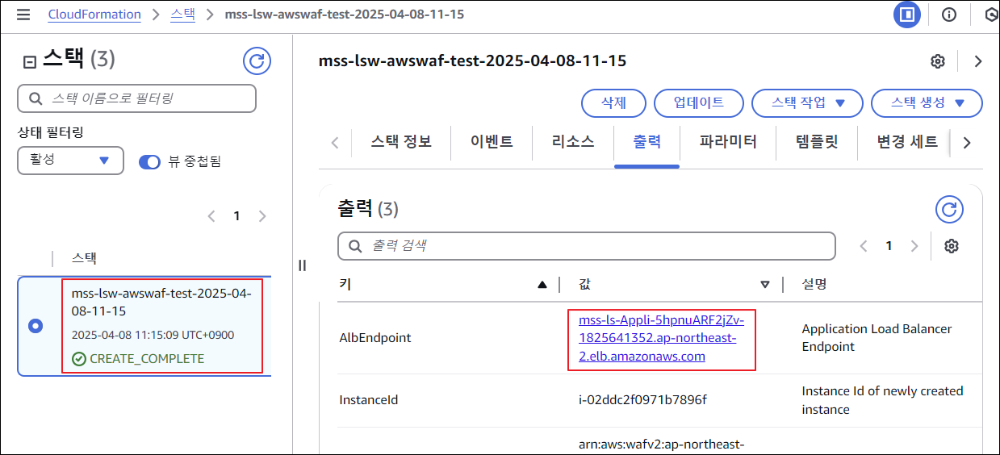 CloudFormation > 스택 > mss-lsw-awswaf-test-2025-04-08-11-15
스택 (3)
스택 이름으로 필터링
상태 필터링
활성
뷰 중첩됨
1
스택
mss-lsw-awswaf-test-2025-04-
08-11-15
2025-04-08 11:15:09 UTC+0900
CREATE_COMPLETE
mss-lsw-awswaf-test-2025-04-08-11-15
삭제 업데이트 스택 작업 스택 생성
스택 정보 이벤트 리소스 출력 파라미터 템플릿 변경 세트
출력 (3)
출력 검색
1
키 값 설명
AlbEndpoint
mss-ls-Appli-5hpnuARF2jZv-
1825641352.ap-northeast-
2.elb.amazonaws.com
Application Load Balancer
Endpoint
InstanceId
i-02ddc2f0971b7896f
Instance Id of newly created
instance
arn:aws:wafv2:ap-northeast-